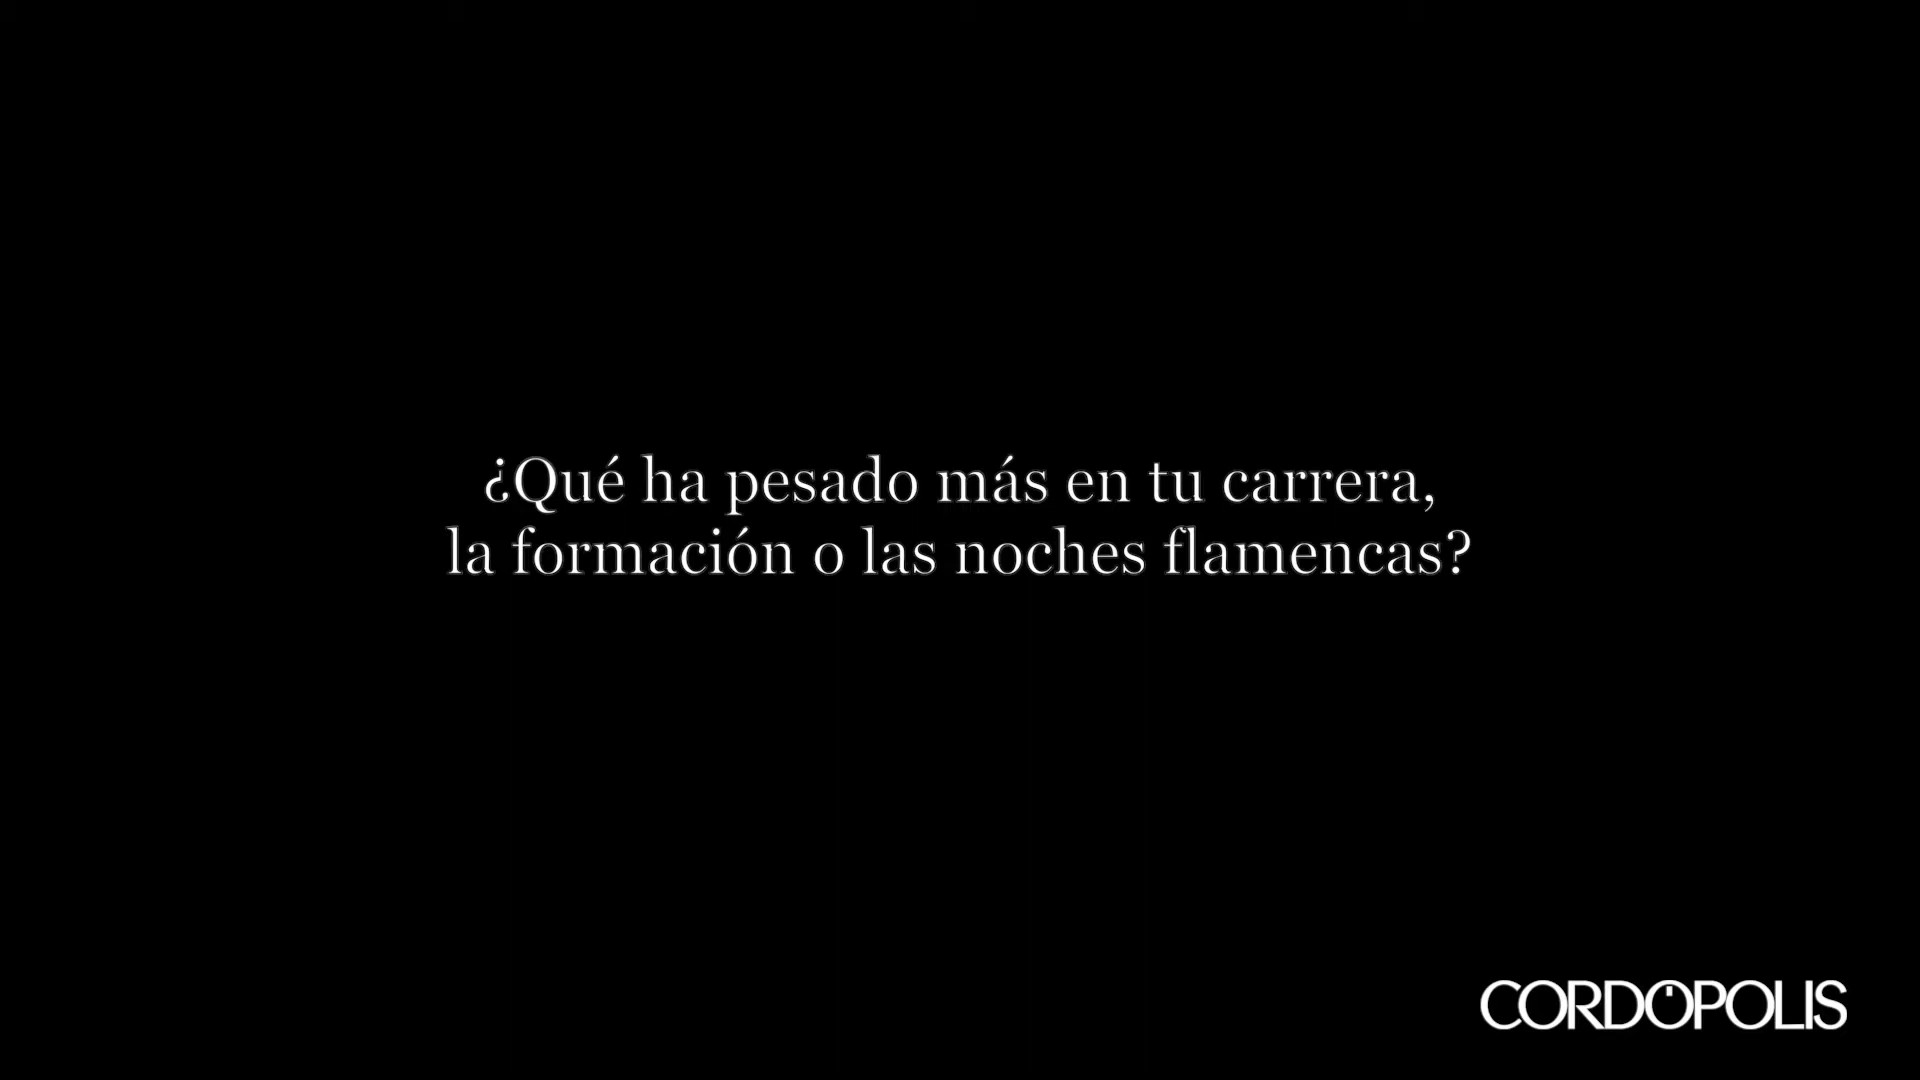 ¿Qué ha pesado más en tu carrera,
la formación o las noches flamencas?
CORDÓPOLIS